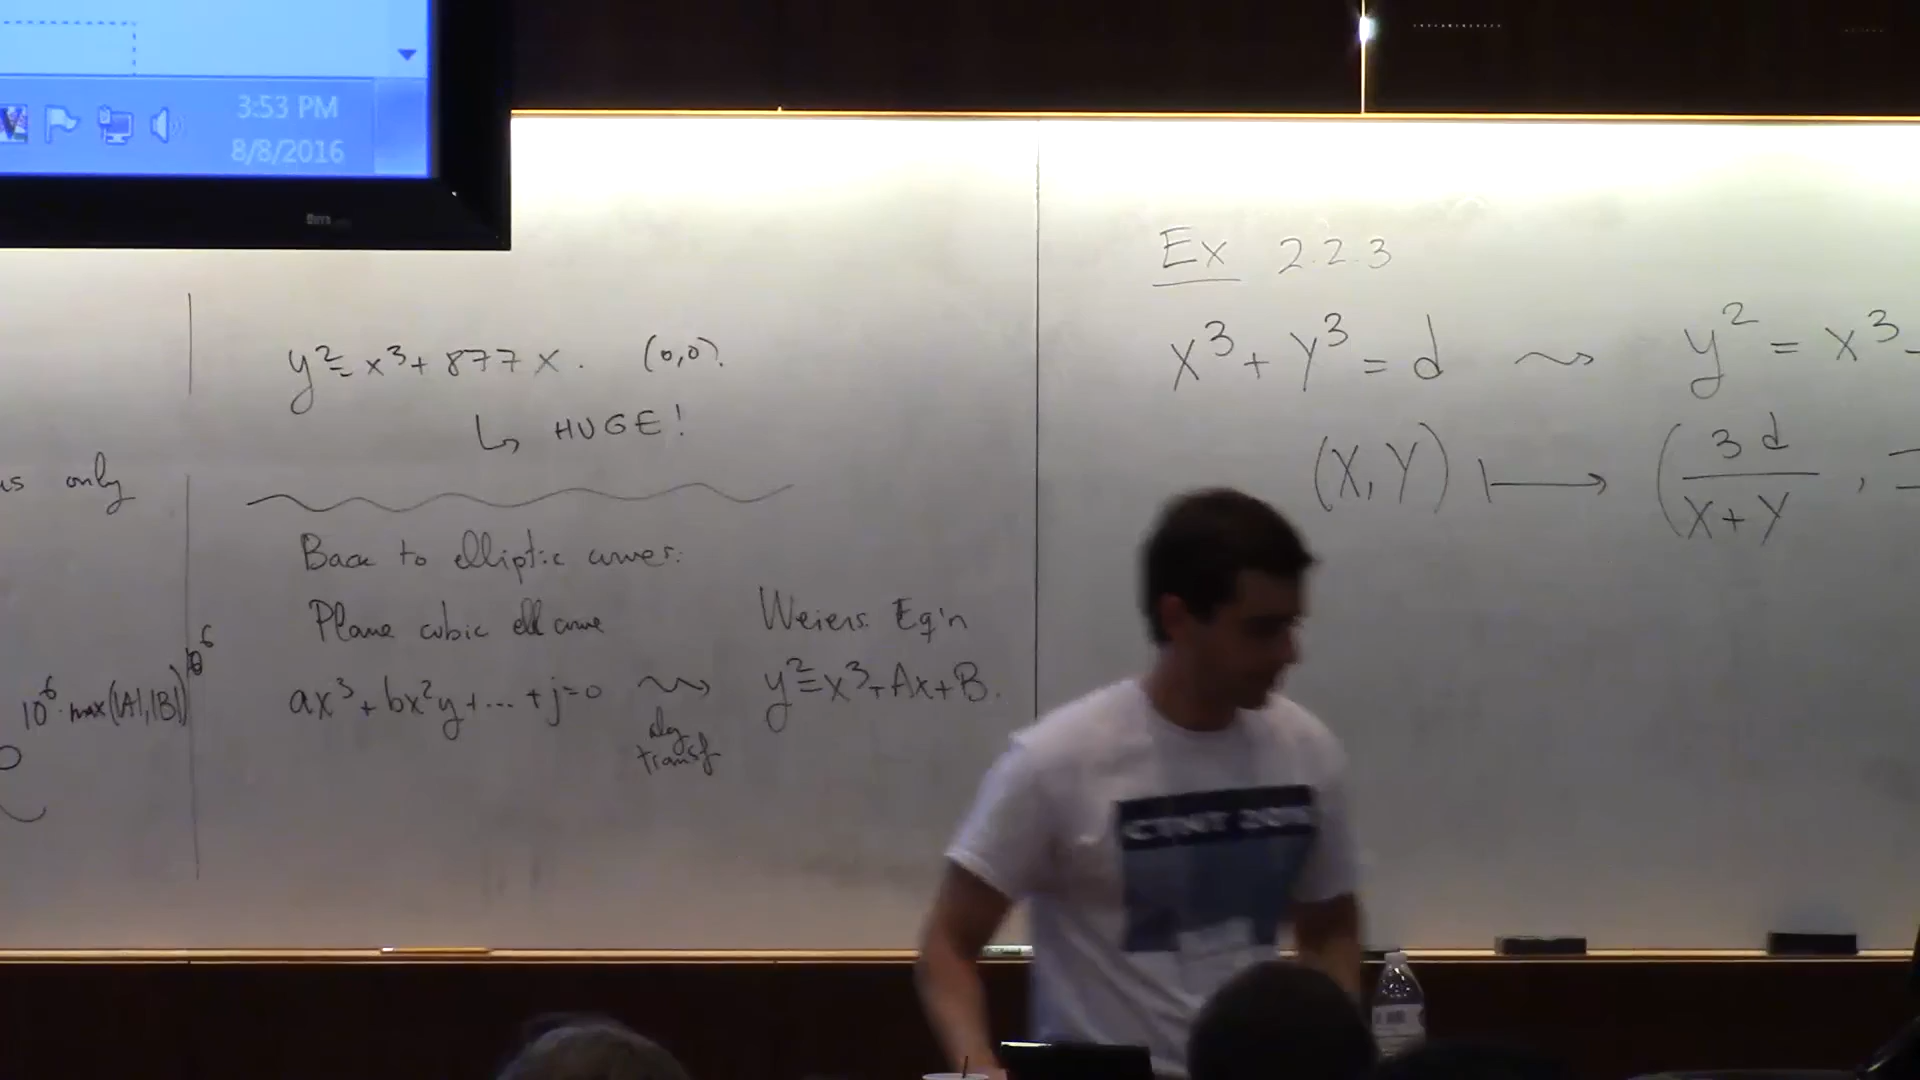 3:53 PM
8/8/2016
y² = x³ + 877x. (0,0).
↳ HUGE!
only
Back to elliptic curves:
Plane cubic ell curve
ax³ + bx²y + ... + j = 0 ⇝ alg transf
Weiers. Eq'n
y² = x³ + Ax + B.
10⁶·max(|A|,|B|)
Ex 2.2.3
X³ + Y³ = d ⇝ y² = x³ -
(X,Y) ⟼ (3d / X+Y ,